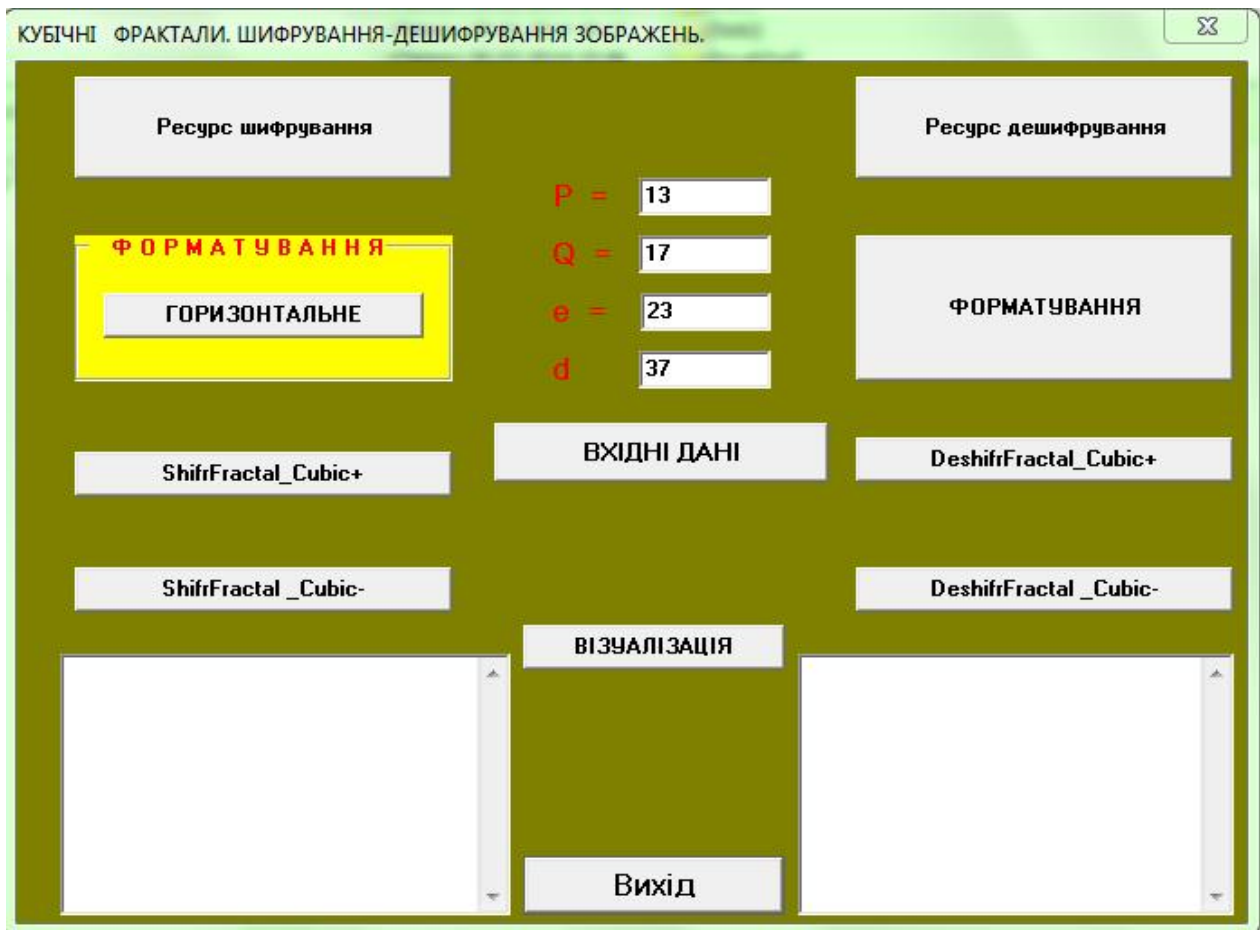 КУБІЧНІ ФРАКТАЛИ. ШИФРУВАННЯ-ДЕШИФРУВАННЯ ЗОБРАЖЕНЬ.
Ресурс шифрування
Ресурс дешифрування
P = 13
ФОРМАТУВАННЯ
ГОРИЗОНТАЛЬНЕ
Q = 17
e = 23
d 37
ФОРМАТУВАННЯ
ВХІДНІ ДАНІ
ShifrFractal_Cubic+
DeshifrFractal_Cubic+
ShifrFractal _Cubic-
DeshifrFractal _Cubic-
ВІЗУАЛІЗАЦІЯ
Вихід